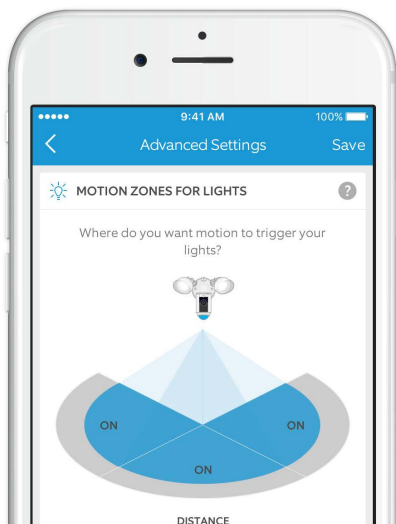 9:41 AM
100%
Advanced Settings
Save
MOTION ZONES FOR LIGHTS
?
Where do you want motion to trigger your
lights?
ON
ON
ON
DISTANCE